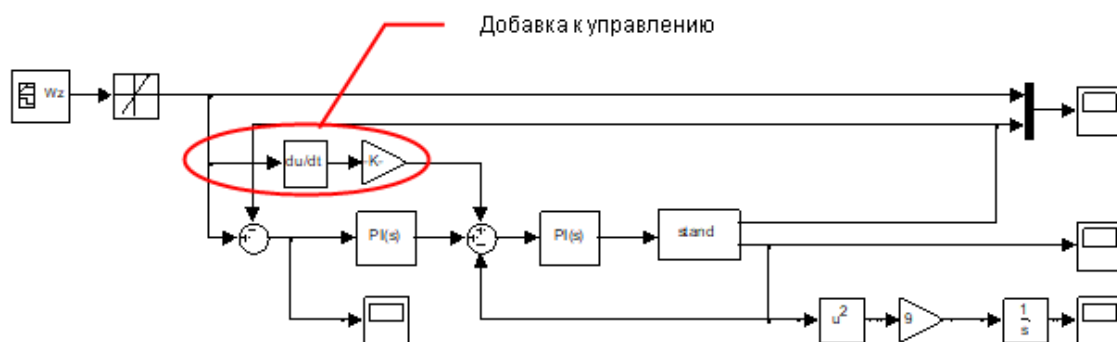 Добавка к управлению
Wz
du/dt
-K-
PI(s)
PI(s)
stand
u²
9
1
s